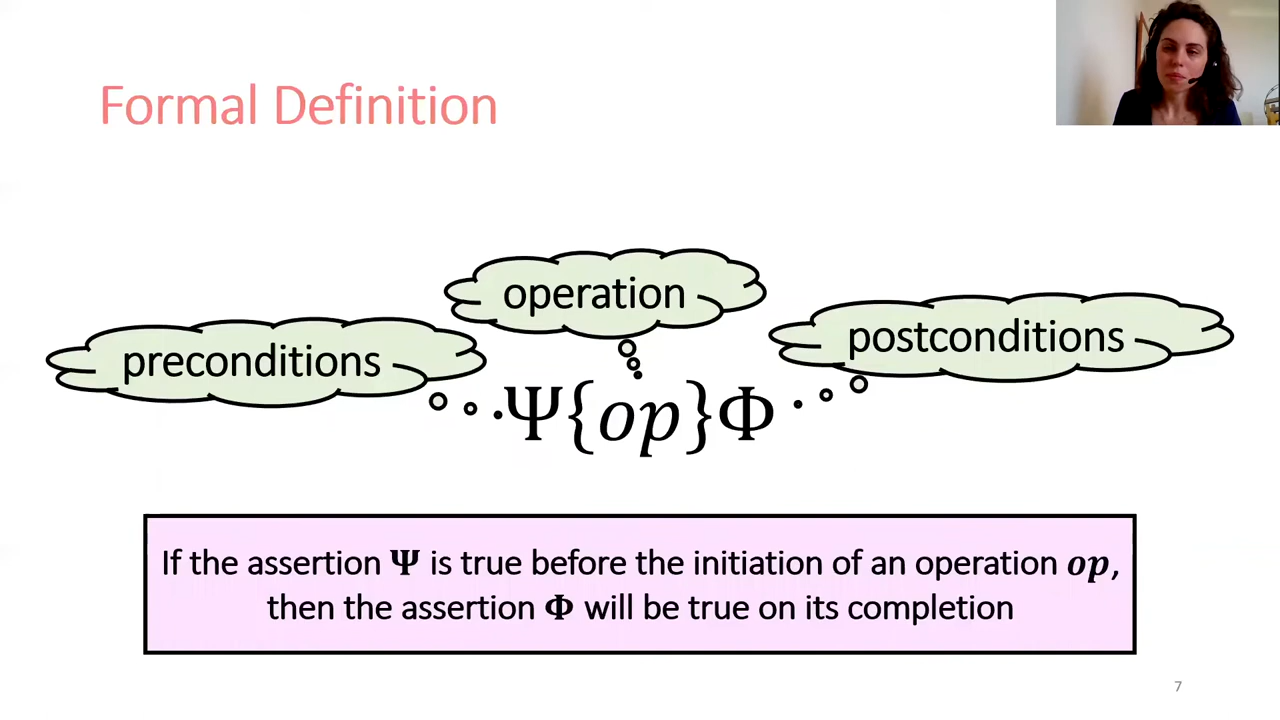 Formal Definition
operation
preconditions
postconditions
Ψ{op}Φ
If the assertion Ψ is true before the initiation of an operation op,
then the assertion Φ will be true on its completion
7